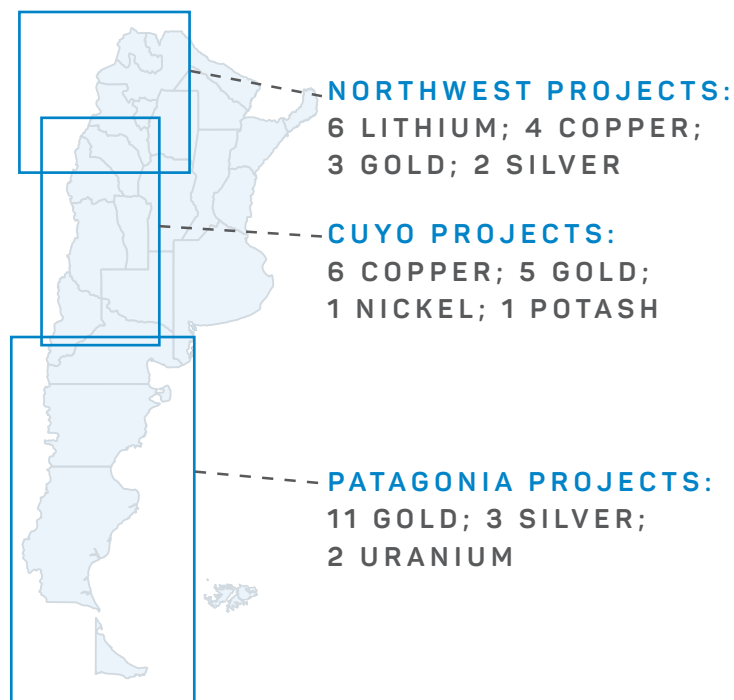 NORTHWEST PROJECTS:
6 LITHIUM; 4 COPPER;
3 GOLD; 2 SILVER
CUYO PROJECTS:
6 COPPER; 5 GOLD;
1 NICKEL; 1 POTASH
PATAGONIA PROJECTS:
11 GOLD; 3 SILVER;
2 URANIUM